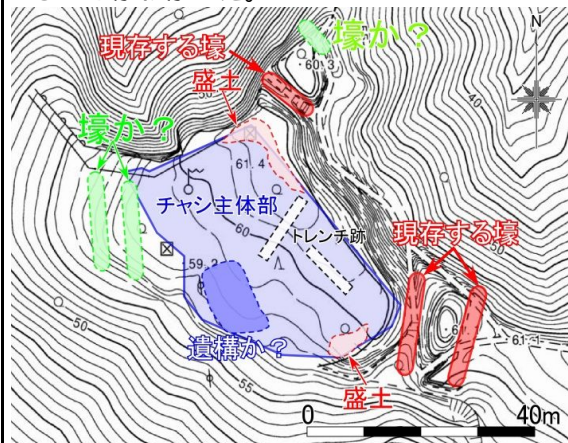 壕か？
N
現存する壕
60.3
40
盛土
50
壕か？
61.4
チャシ主体部
60
トレンチ跡
現存する壕
59.2
遺構か？
61.1
50
55
盛土
0
40m